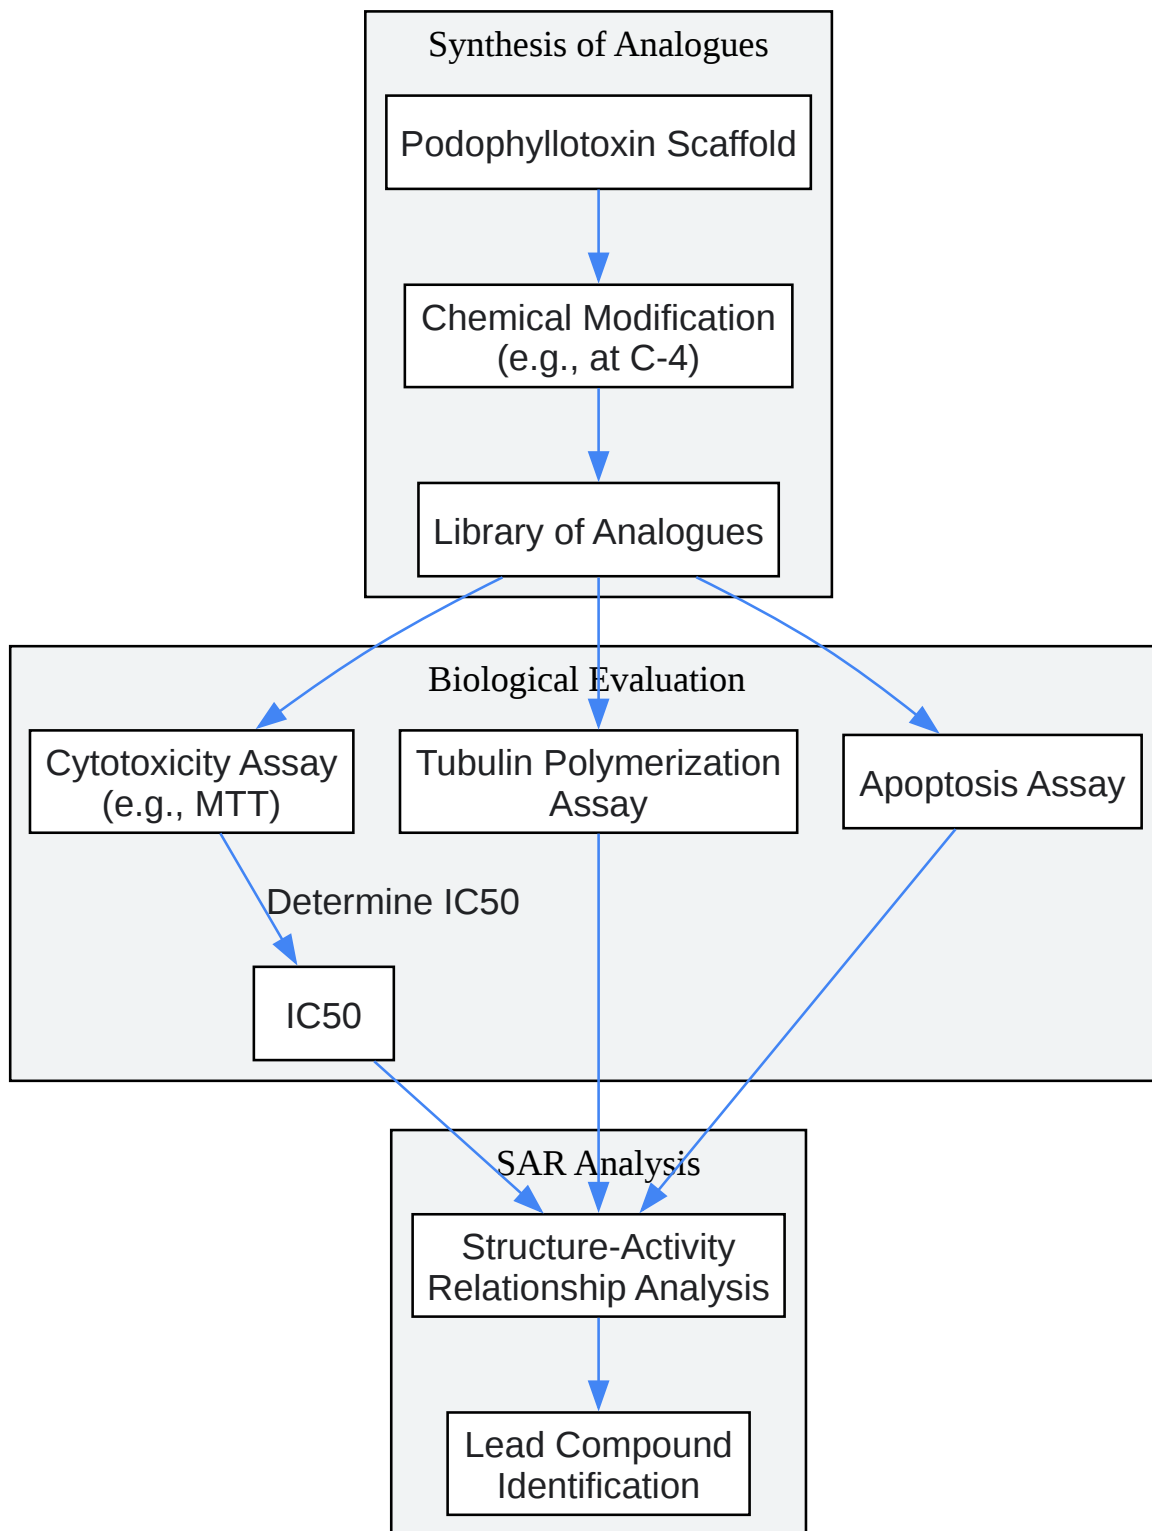 Synthesis of Analogues
Podophyllotoxin Scaffold
Chemical Modification
(e.g., at C-4)
Library of Analogues
Biological Evaluation
Cytotoxicity Assay
(e.g., MTT)
Tubulin Polymerization
Assay
Apoptosis Assay
Determine IC50
IC50
SAR Analysis
Structure-Activity
Relationship Analysis
Lead Compound
Identification